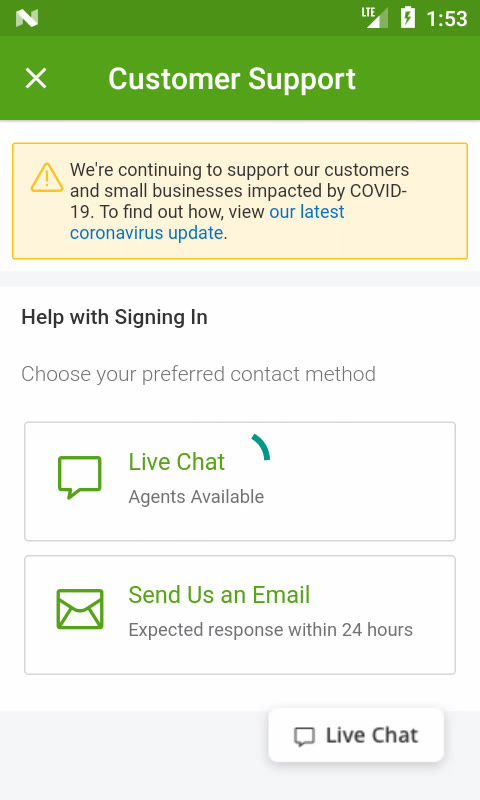 LTE 1:53
Customer Support
We're continuing to support our customers
and small businesses impacted by COVID-
19. To find out how, view our latest
coronavirus update.
Help with Signing In
Choose your preferred contact method
Live Chat
Agents Available
Send Us an Email
Expected response within 24 hours
Live Chat